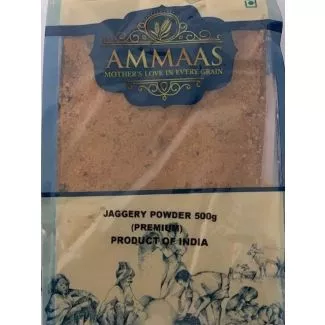 AMMAAS
MOTHER'S LOVE IN EVERY GRAIN
JAGGERY POWDER 500g
(PREMIUM)
PRODUCT OF INDIA